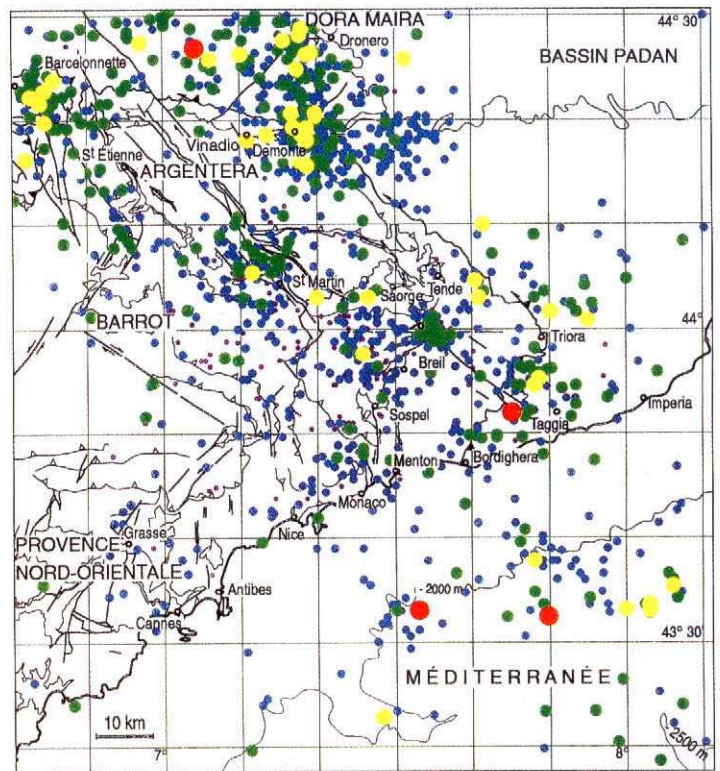 DORA MAIRA
44° 30
Dronero
BASSIN PADAN
Barcelonnette
Vinadio
Demonte
St Étienne
ARGENTERA
St Martin
Saorge
Tende
44°
BARROT
Triora
Breil
Imperia
Sospel
Taggia
Menton
Bordighera
Monaco
Nice
Grasse
PROVENCE
NORD-ORIENTALE
Antibes
- 2000 m
Cannes
43° 30
MÉDITERRANÉE
10 km
- 2500 m
7°
8°